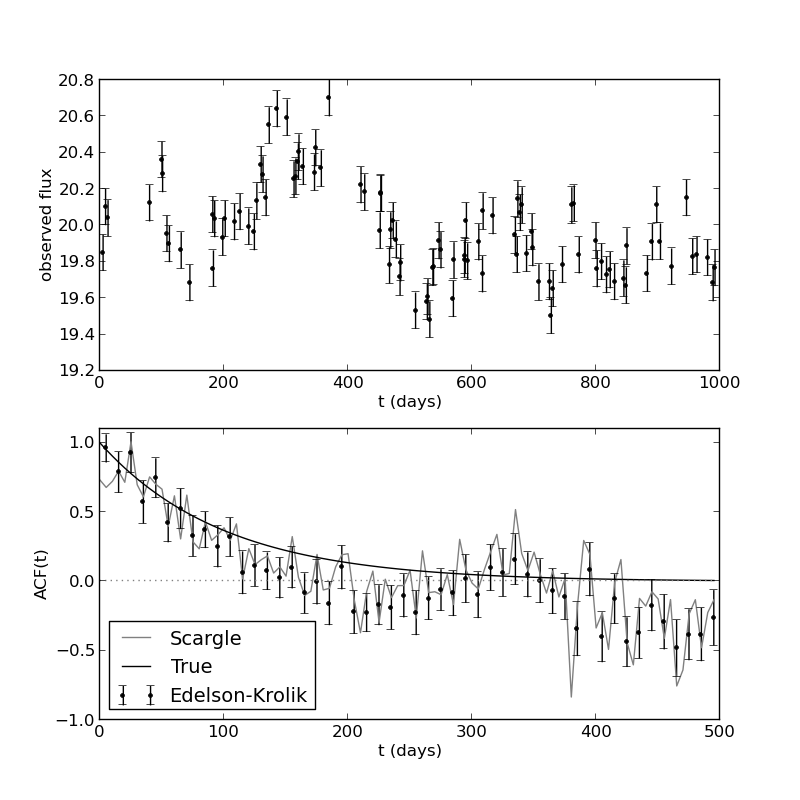 20.8
20.6
20.4
20.2
20.0
19.8
19.6
19.4
19.2
observed flux
0 200 400 600 800 1000
t (days)
1.0
0.5
0.0
−0.5
−1.0
ACF(t)
Scargle
True
Edelson-Krolik
0 100 200 300 400 500
t (days)